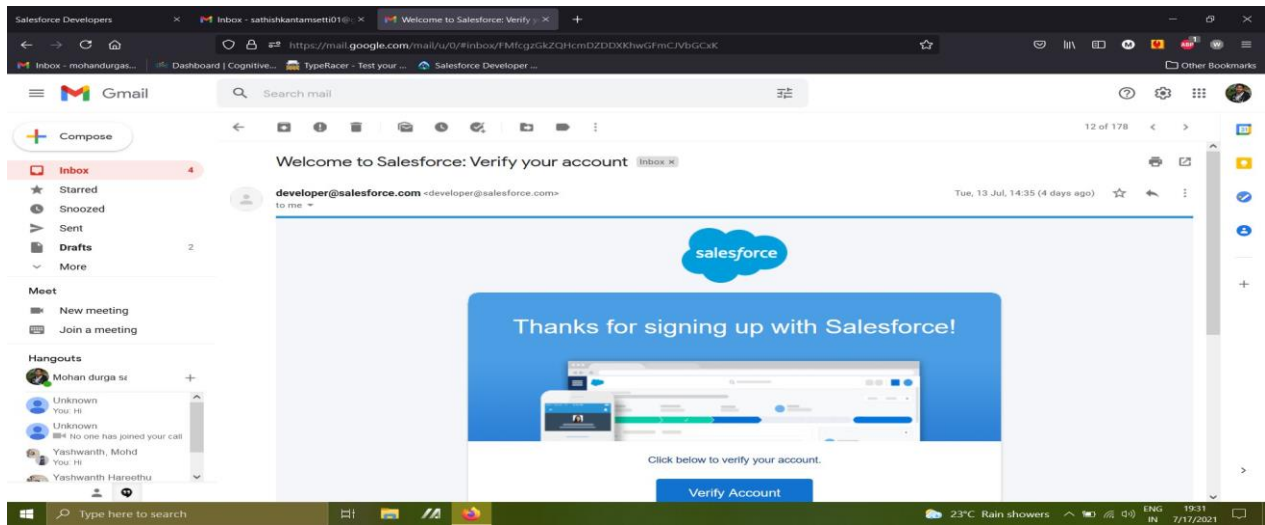 Salesforce Developers
Inbox - sathishkantamsetti01@
Welcome to Salesforce: Verify y
https://mail.google.com/mail/u/0/#inbox/FMfcgzGkZQHcmDZDDXKhwGFmCJVbGCxK
Inbox - mohandurgas...
Dashboard | Cognitive...
TypeRacer - Test your ...
Salesforce Developer ...
Other Bookmarks
Gmail
Search mail
Compose
12 of 178
Inbox 4
Starred
Snoozed
Sent
Drafts 2
More
Meet
New meeting
Join a meeting
Hangouts
Mohan durga sa
Unknown
You: Hi
Unknown
No one has joined your call
Yashwanth, Mohd
You: Hi
Yashwanth Hareethu
Welcome to Salesforce: Verify your account Inbox x
developer@salesforce.com <developer@salesforce.com>
to me
Tue, 13 Jul, 14:35 (4 days ago)
salesforce
Thanks for signing up with Salesforce!
Click below to verify your account.
Verify Account
Type here to search
23°C Rain showers
ENG
IN
19:31
7/17/2021